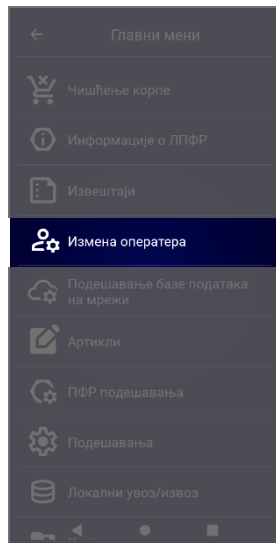 Главни мени
Чишћење корпе
Информације о ЛПФР
Извештаји
Измена оператера
Подешавање базе података
на мрежи
Артикли
ПФР подешавања
Подешавања
Локални увоз/извоз